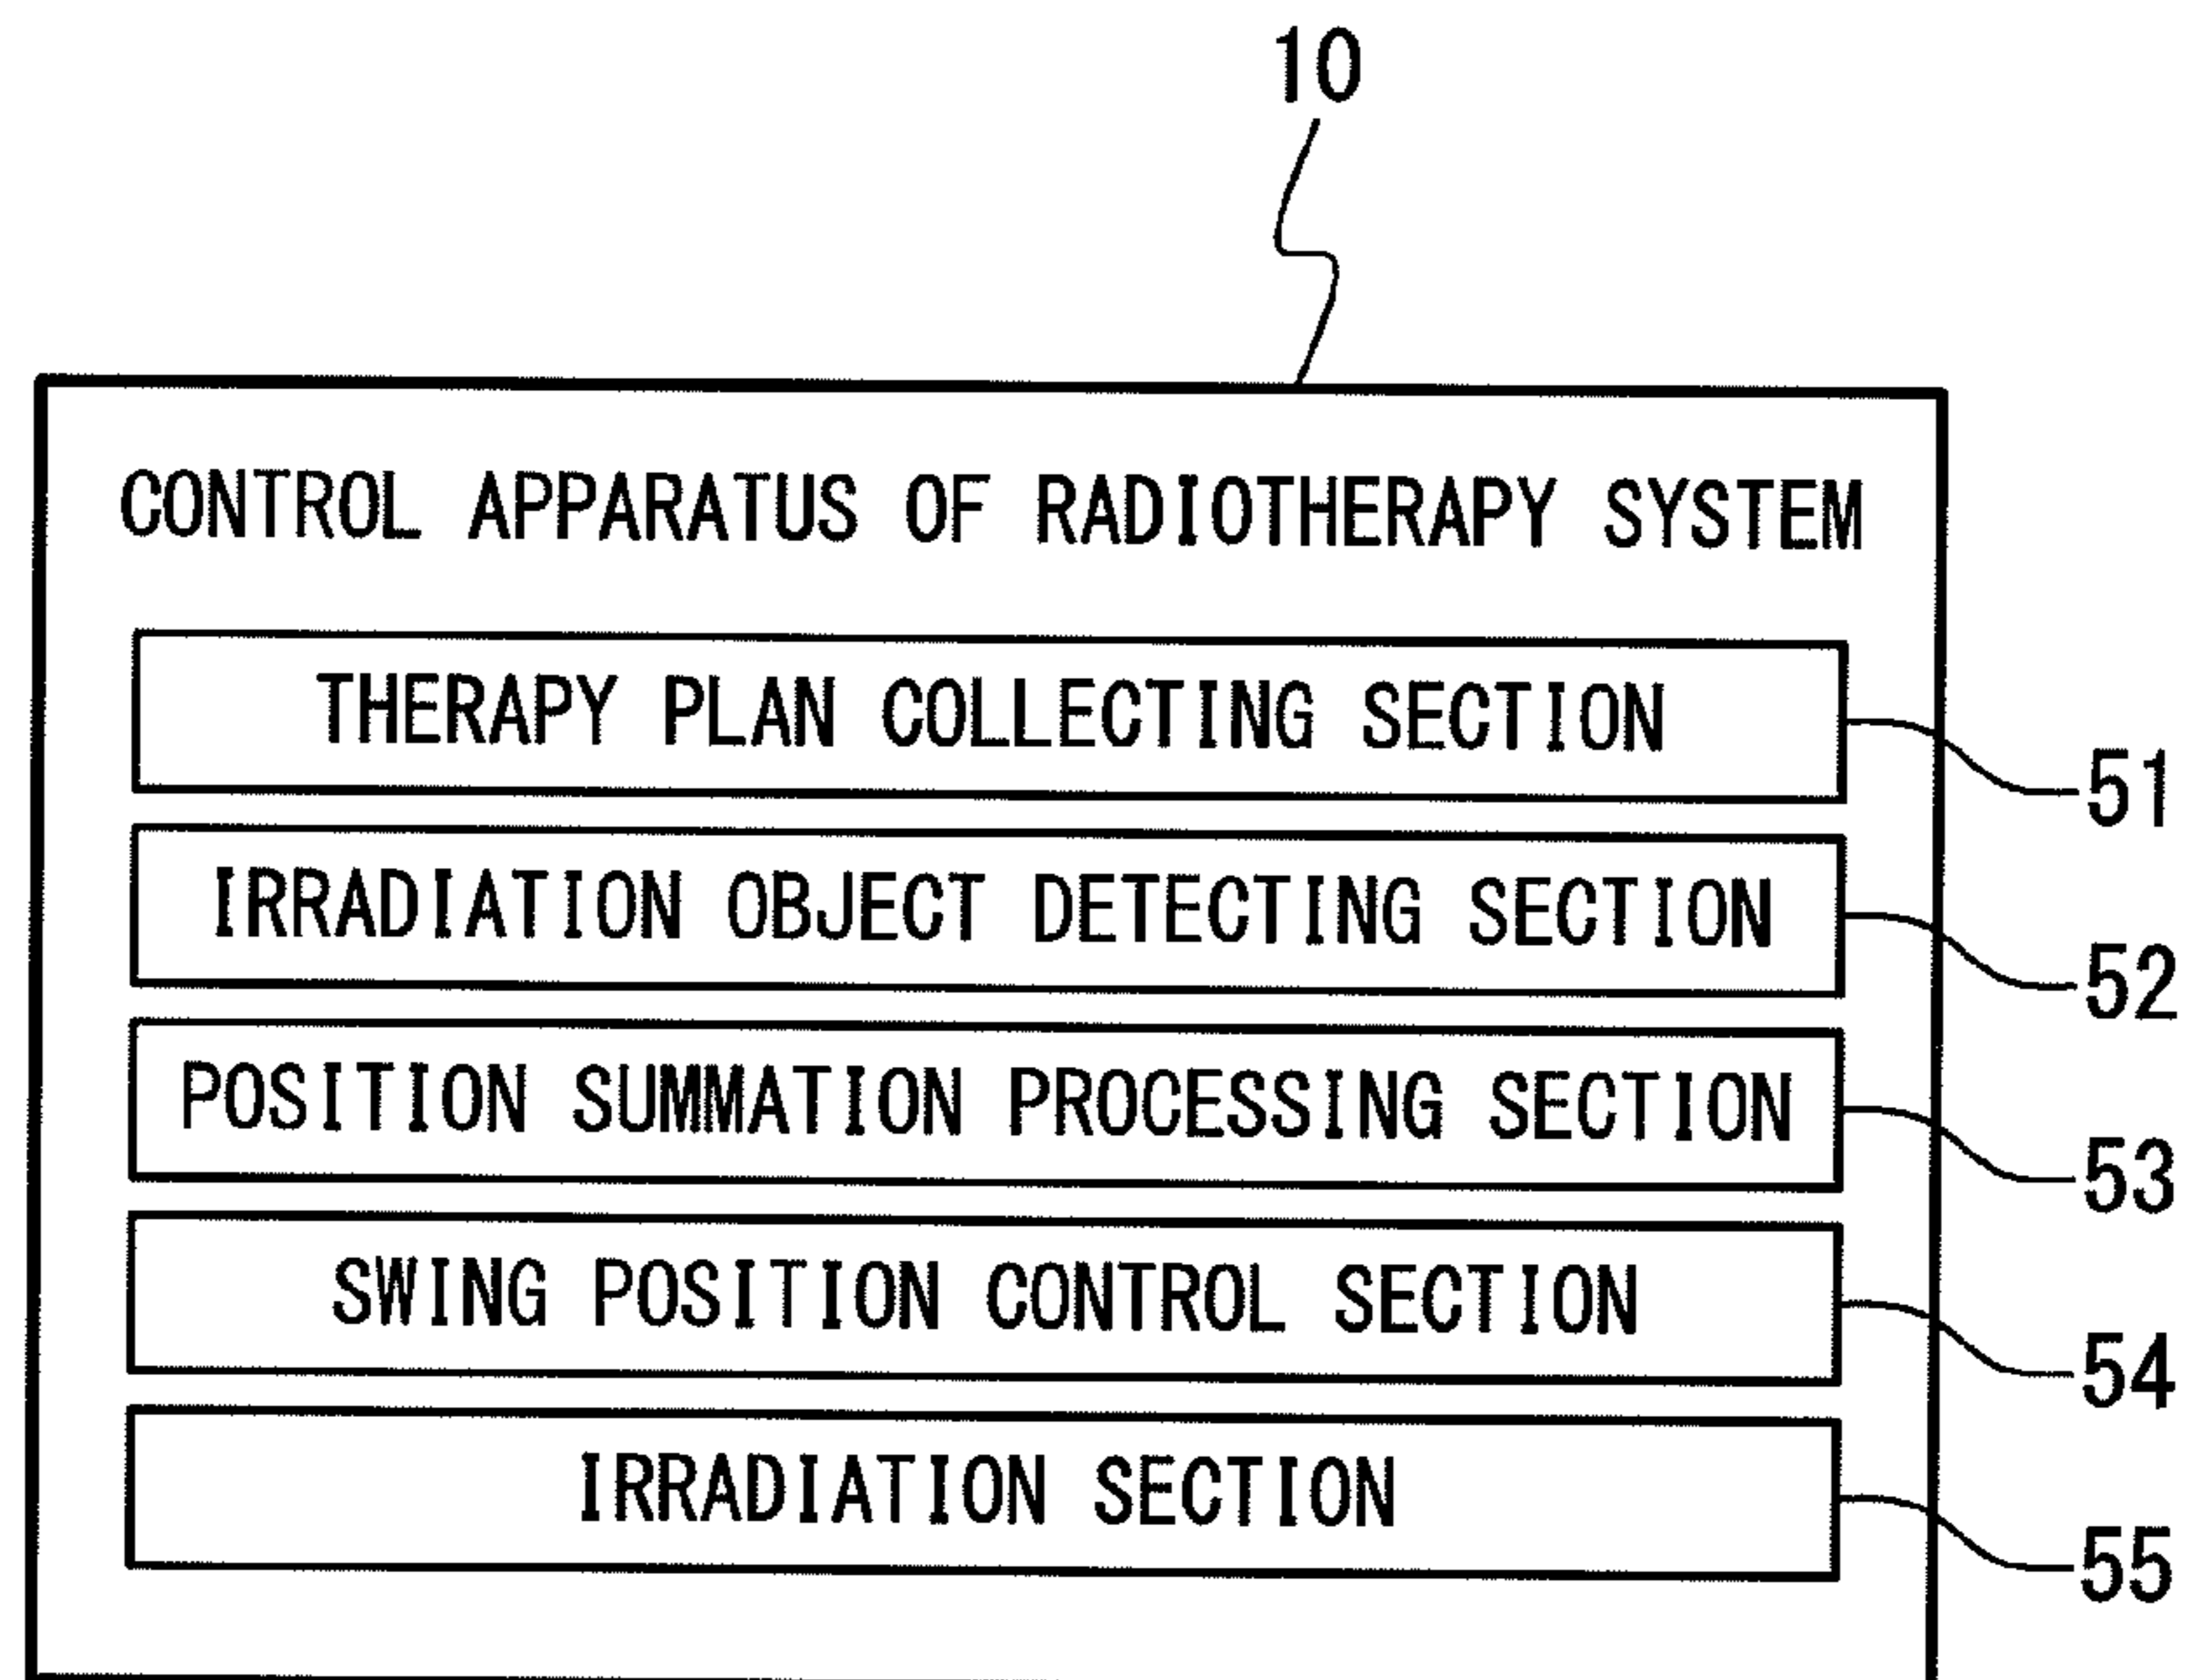 10
CONTROL APPARATUS OF RADIOTHERAPY SYSTEM
THERAPY PLAN COLLECTING SECTION
51
IRRADIATION OBJECT DETECTING SECTION
52
POSITION SUMMATION PROCESSING SECTION
53
SWING POSITION CONTROL SECTION
54
IRRADIATION SECTION
55